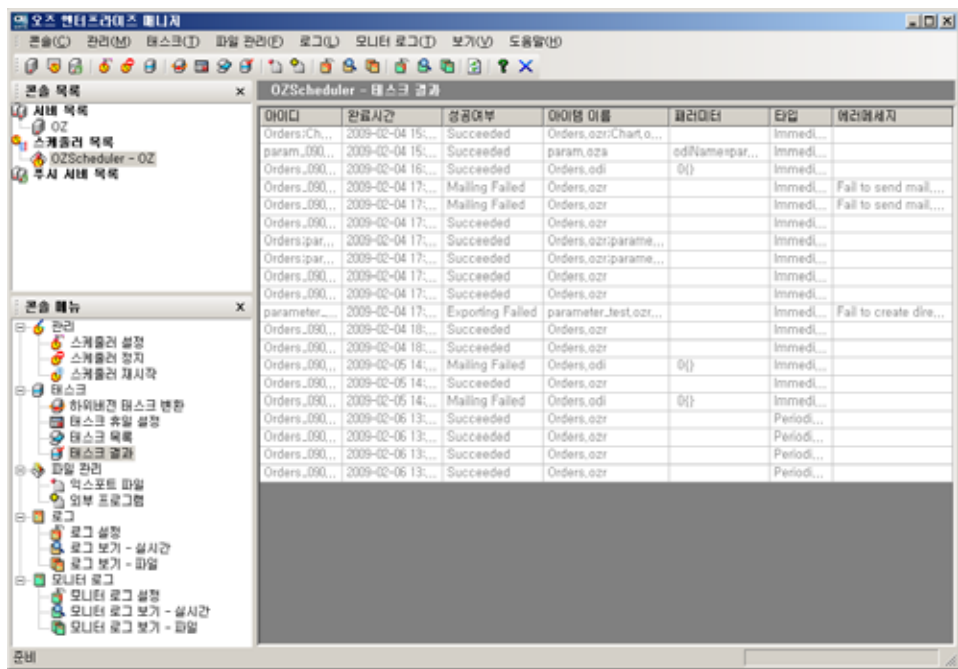 오즈 엔터프라이즈 매니저
콘솔(C) 관리(M) 태스크(T) 파일 관리(F) 로그(L) 모니터 로그(T) 보기(V) 도움말(H)
콘솔 목록
서버 목록
OZ
스케줄러 목록
OZScheduler - OZ
푸시 서버 목록
콘솔 메뉴
관리
스케줄러 설정
스케줄러 정지
스케줄러 재시작
태스크
하위버전 태스크 변환
태스크 휴일 설정
태스크 목록
태스크 결과
파일 관리
익스포트 파일
외부 프로그램
로그
로그 설정
로그 보기 - 실시간
로그 보기 - 파일
모니터 로그
모니터 로그 설정
모니터 로그 보기 - 실시간
모니터 로그 보기 - 파일
OZScheduler - 태스크 결과
아이디 완료시간 성공여부 아이템 이름 패러미터 타입 에러메세지
Orders:Ch... 2009-02-04 15:... Succeeded Orders.ozr:Chart.o... Immedi...
param_090... 2009-02-04 15:... Succeeded param.oza odiName=par... Immedi...
Orders_090... 2009-02-04 16:... Succeeded Orders.odi 0{} Immedi...
Orders_090... 2009-02-04 17:... Mailing Failed Orders.ozr Immedi... Fail to send mail....
Orders_090... 2009-02-04 17:... Mailing Failed Orders.ozr Immedi... Fail to send mail....
Orders_090... 2009-02-04 17:... Succeeded Orders.ozr Immedi...
Orders:par... 2009-02-04 17:... Succeeded Orders.ozr:parame... Immedi...
Orders:par... 2009-02-04 17:... Succeeded Orders.ozr:parame... Immedi...
Orders_090... 2009-02-04 17:... Succeeded Orders.ozr Immedi...
Orders_090... 2009-02-04 17:... Succeeded Orders.ozr Immedi...
parameter_... 2009-02-04 17:... Exporting Failed parameter_test.ozr... Immedi... Fail to create dire...
Orders_090... 2009-02-04 18:... Succeeded Orders.ozr Immedi...
Orders_090... 2009-02-04 18:... Succeeded Orders.ozr Immedi...
Orders_090... 2009-02-05 14:... Mailing Failed Orders.odi 0{} Immedi...
Orders_090... 2009-02-05 14:... Succeeded Orders.ozr Immedi...
Orders_090... 2009-02-05 14:... Mailing Failed Orders.odi 0{} Immedi...
Orders_090... 2009-02-06 13:... Succeeded Orders.ozr Periodi...
Orders_090... 2009-02-06 13:... Succeeded Orders.ozr Periodi...
Orders_090... 2009-02-06 13:... Succeeded Orders.ozr Periodi...
Orders_090... 2009-02-06 13:... Succeeded Orders.ozr Periodi...
준비